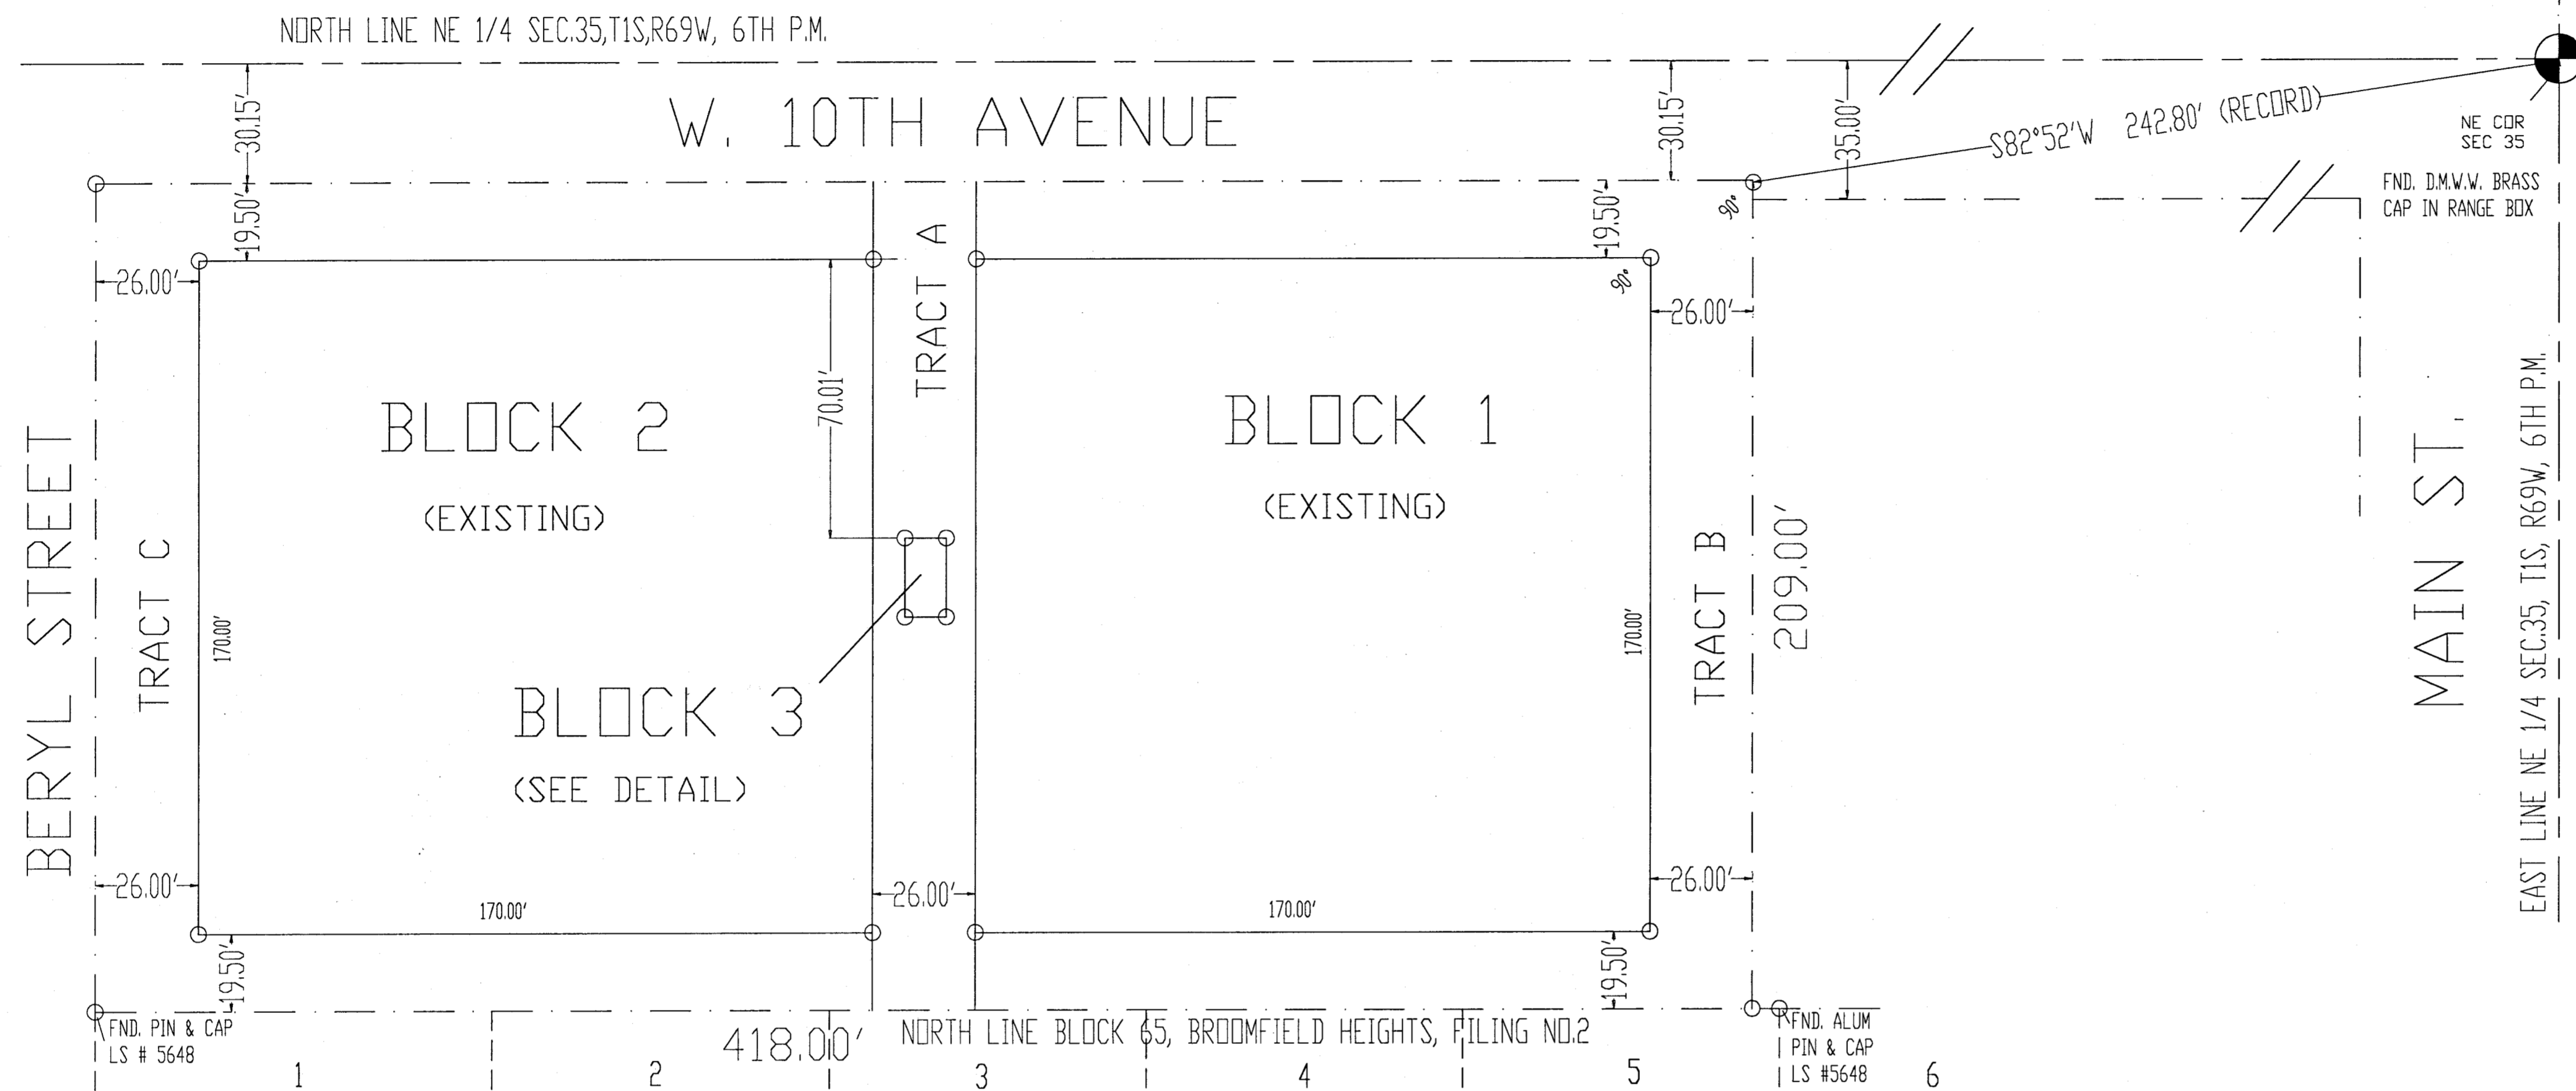 NORTH LINE NE 1/4 SEC.35,T1S,R69W, 6TH P.M.
30.15'
W. 10TH AVENUE
30.15'
35.00'
S82°52'W 242.80' (RECORD)
NE COR
SEC 35
FND. D.M.W.W. BRASS
CAP IN RANGE BOX
19.50'
19.50'
90°
90°
26.00'
26.00'
TRACT A
70.01'
BLOCK 2
(EXISTING)
BLOCK 1
(EXISTING)
BERYL STREET
TRACT C
170.00'
170.00'
TRACT B
209.00'
MAIN ST.
EAST LINE NE 1/4 SEC.35, T1S, R69W, 6TH P.M.
BLOCK 3
(SEE DETAIL)
26.00'
26.00'
26.00'
170.00'
170.00'
19.50'
19.50'
FND. PIN & CAP
LS # 5648
418.00'
NORTH LINE BLOCK 65, BROOMFIELD HEIGHTS, FILING NO.2
FND. ALUM
PIN & CAP
LS #5648
1
2
3
4
5
6